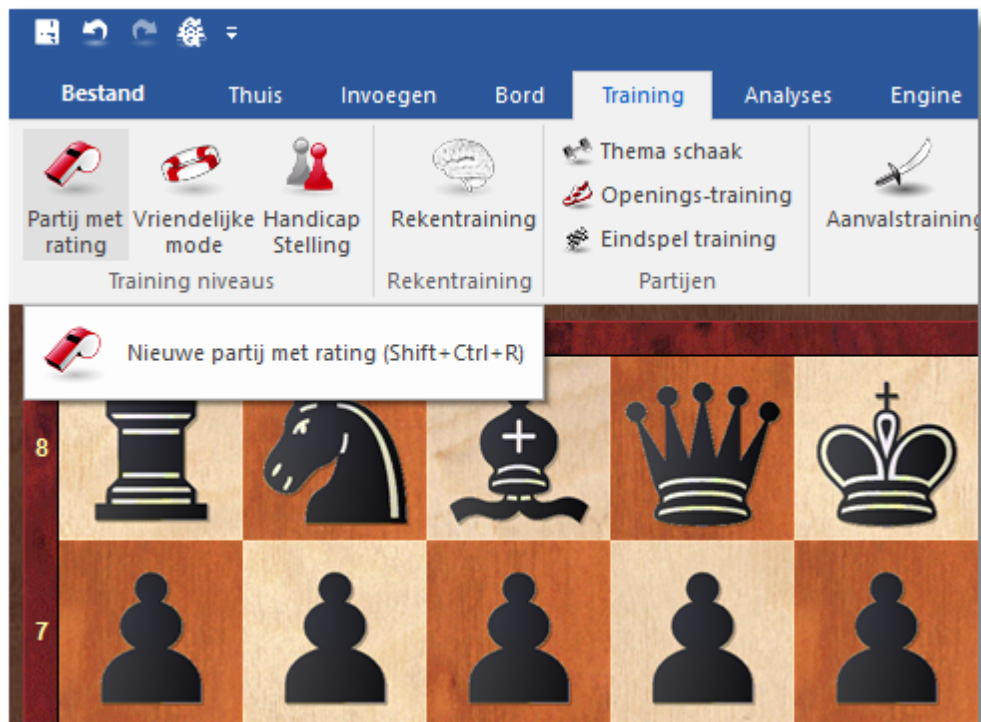 Bestand Thuis Invoegen Bord Training Analyses Engine
Partij met rating
Vriendelijke mode
Handicap Stelling
Training niveaus
Rekentraining
Rekentraining
Thema schaak
Openings-training
Eindspel training
Partijen
Aanvalstraining
Nieuwe partij met rating (Shift+Ctrl+R)
8
7